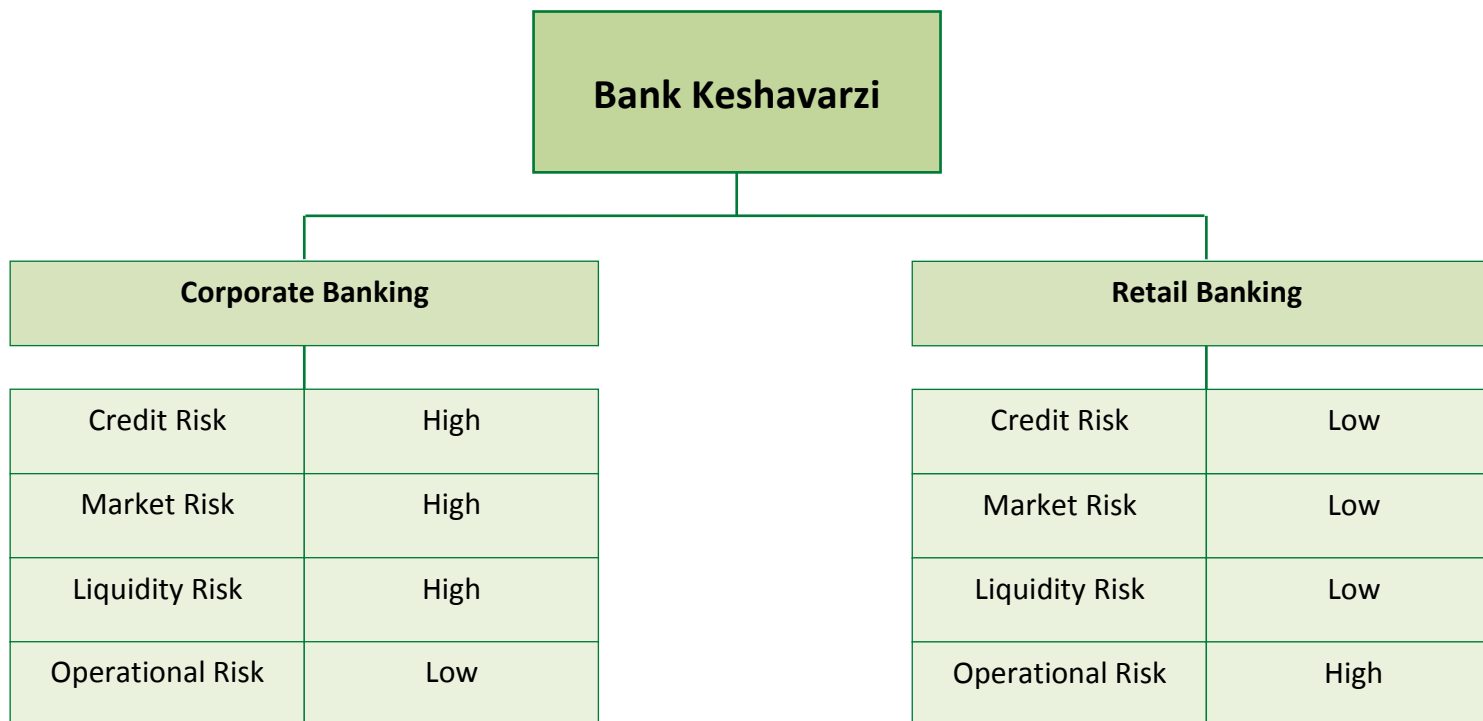 Bank Keshavarzi
Corporate Banking
Credit Risk High
Market Risk High
Liquidity Risk High
Operational Risk Low
Retail Banking
Credit Risk Low
Market Risk Low
Liquidity Risk Low
Operational Risk High